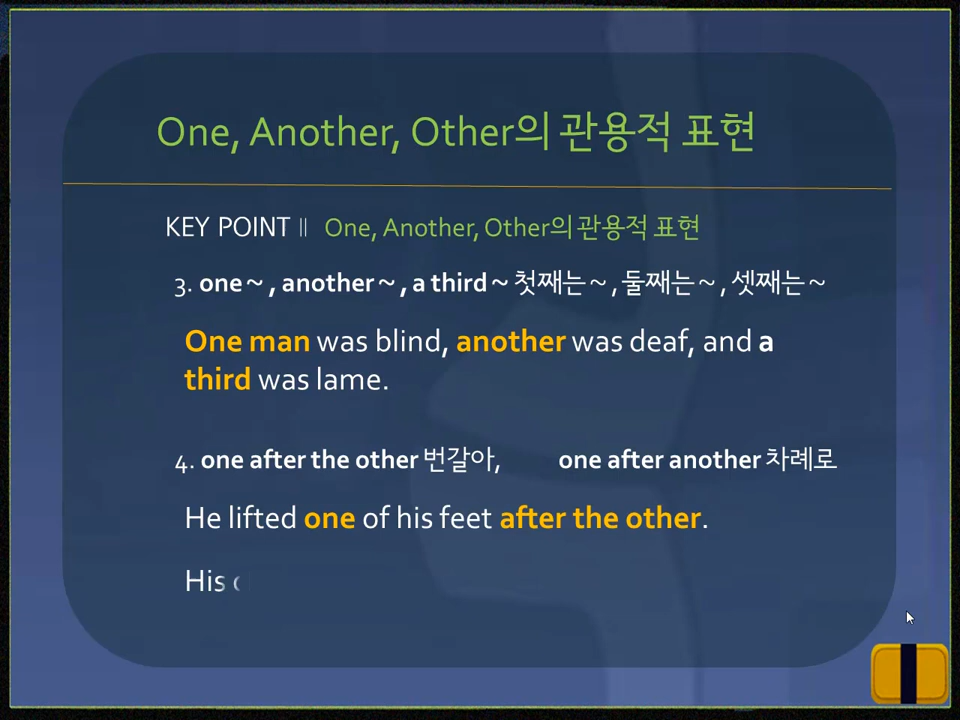 One, Another, Other의 관용적 표현
KEY POINT Ⅱ One, Another, Other의 관용적 표현
3. one ~ , another ~ , a third ~ 첫째는 ~ , 둘째는 ~ , 셋째는 ~
One man was blind, another was deaf, and a
third was lame.
4. one after the other 번갈아, one after another 차례로
He lifted one of his feet after the other.
His